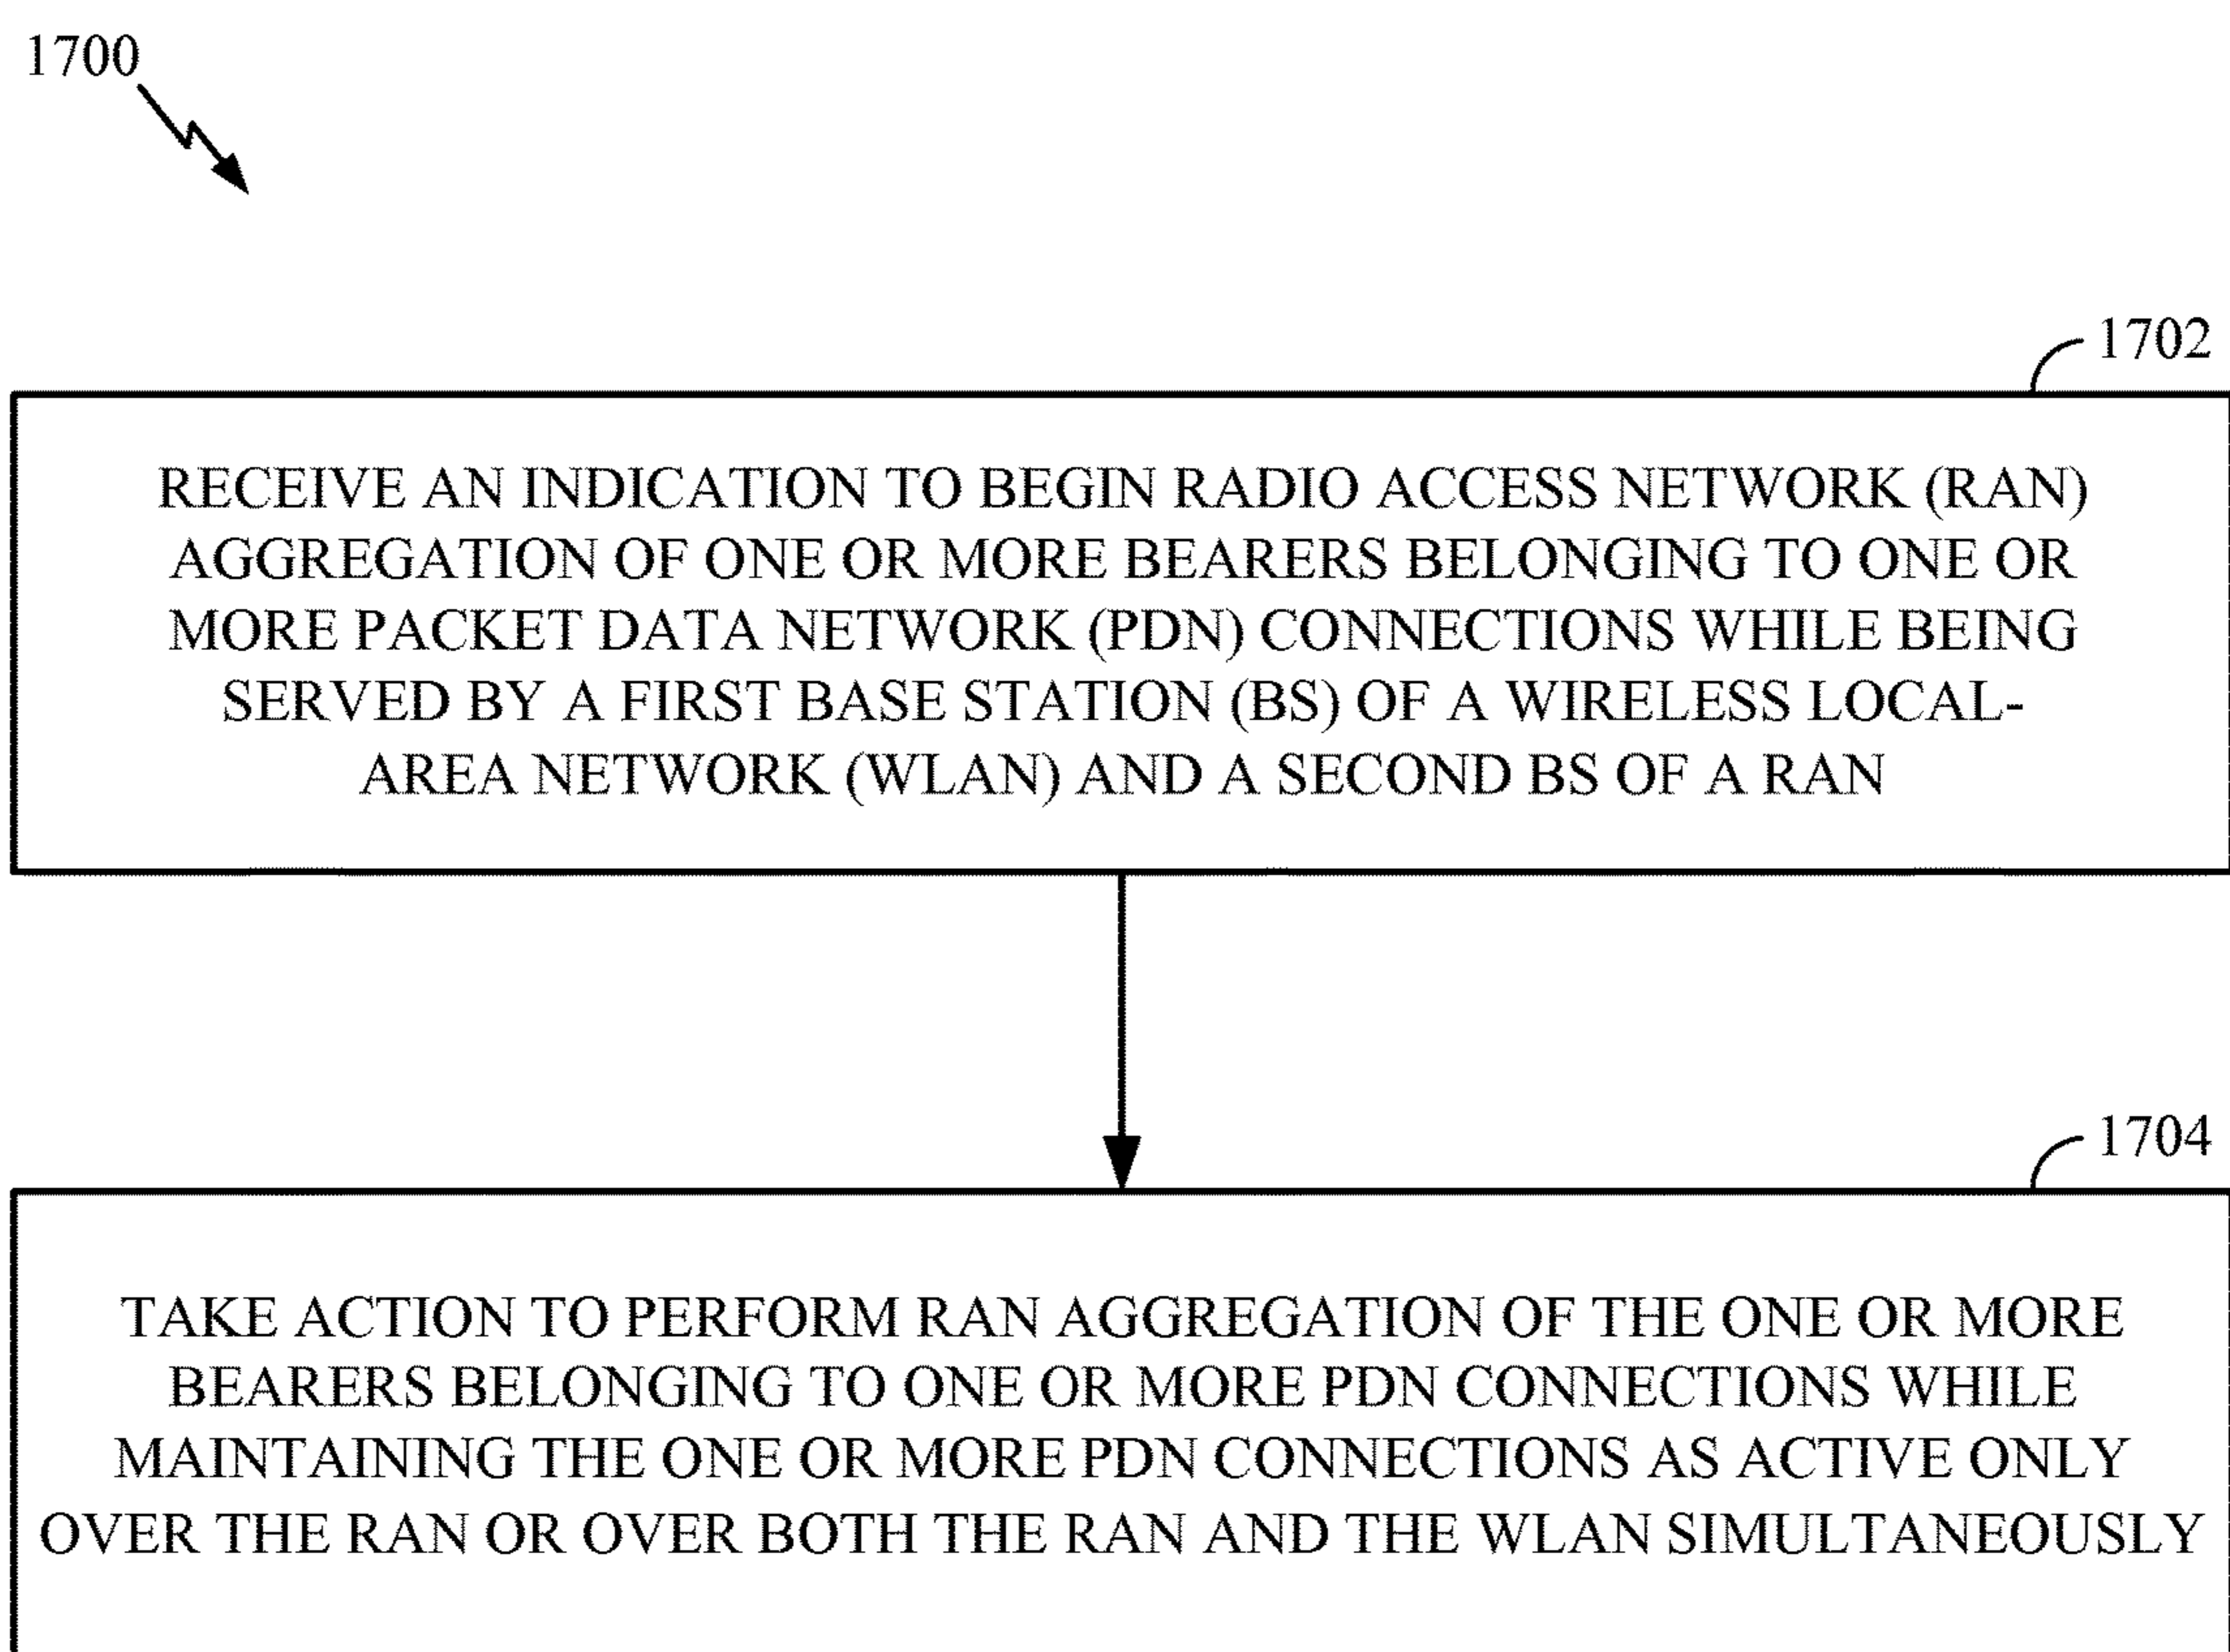 1700
1702
RECEIVE AN INDICATION TO BEGIN RADIO ACCESS NETWORK (RAN)
AGGREGATION OF ONE OR MORE BEARERS BELONGING TO ONE OR
MORE PACKET DATA NETWORK (PDN) CONNECTIONS WHILE BEING
SERVED BY A FIRST BASE STATION (BS) OF A WIRELESS LOCAL-
AREA NETWORK (WLAN) AND A SECOND BS OF A RAN
1704
TAKE ACTION TO PERFORM RAN AGGREGATION OF THE ONE OR MORE
BEARERS BELONGING TO ONE OR MORE PDN CONNECTIONS WHILE
MAINTAINING THE ONE OR MORE PDN CONNECTIONS AS ACTIVE ONLY
OVER THE RAN OR OVER BOTH THE RAN AND THE WLAN SIMULTANEOUSLY